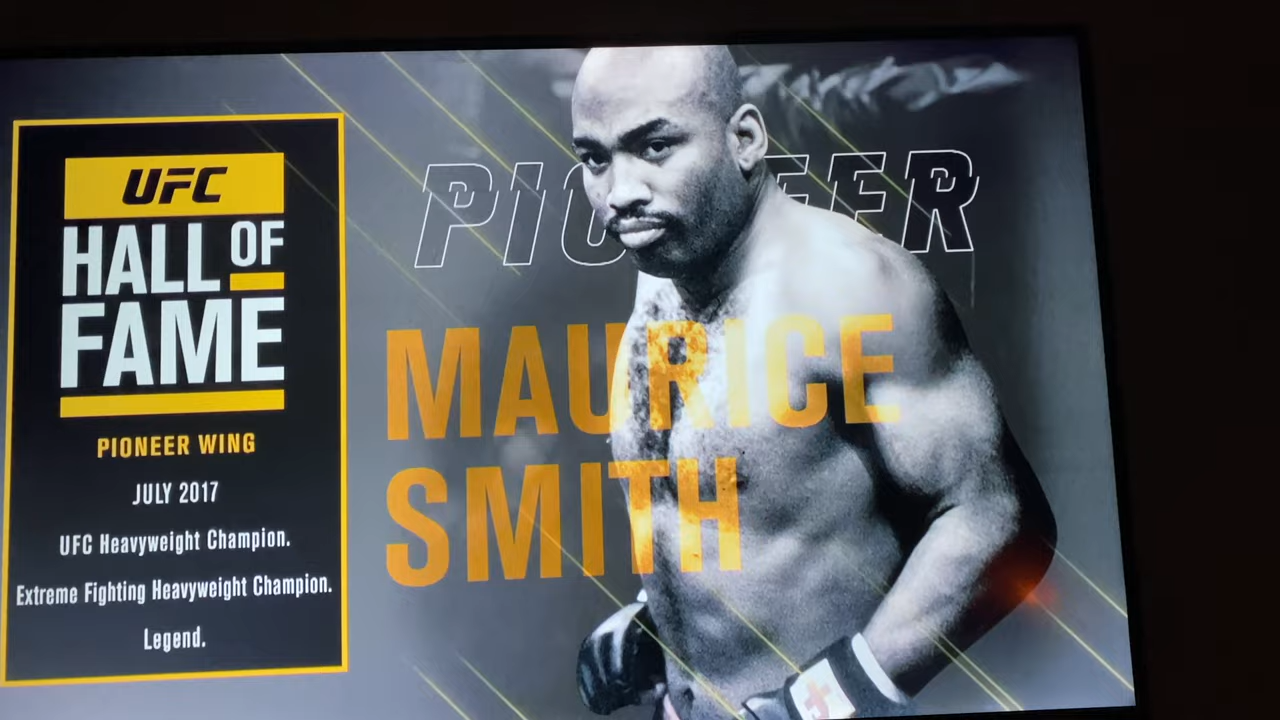 UFC
HALL OF
FAME
PIONEER WING
JULY 2017
UFC Heavyweight Champion.
Extreme Fighting Heavyweight Champion.
Legend.
PIONEER
MAURICE
SMITH